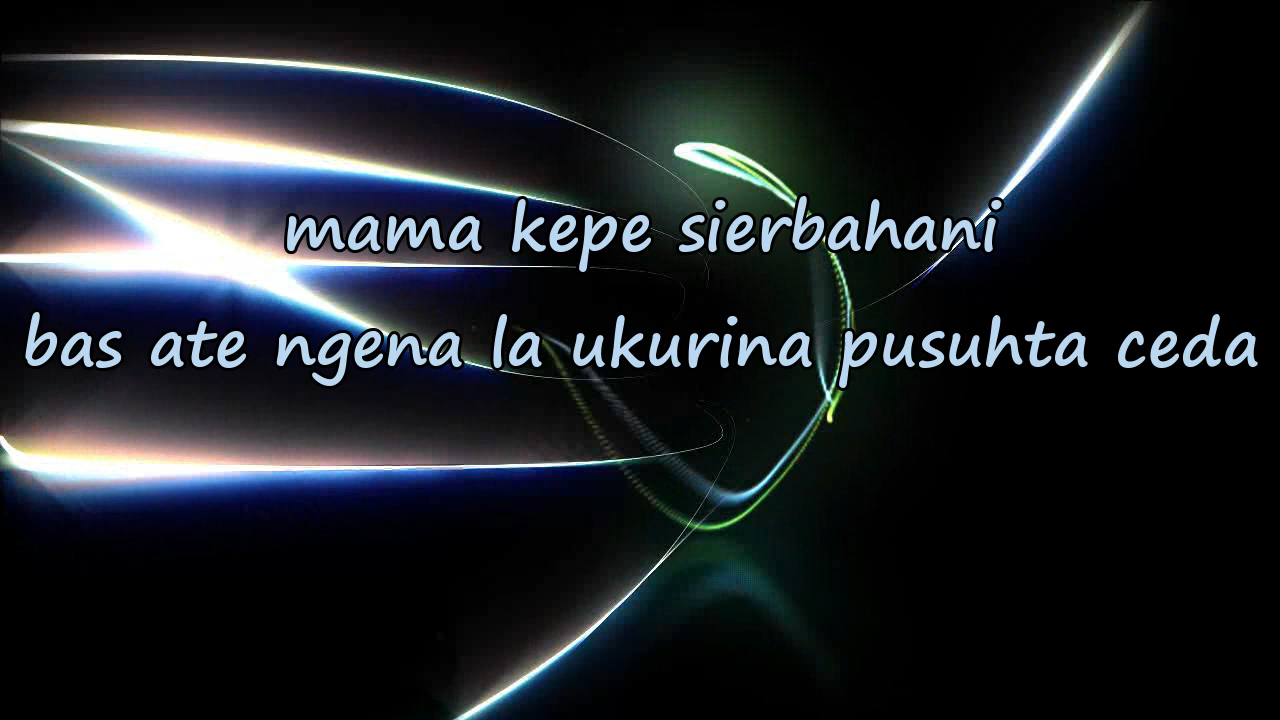 mama kepe sierbahani
bas ate ngena la ukurina pusuhta ceda